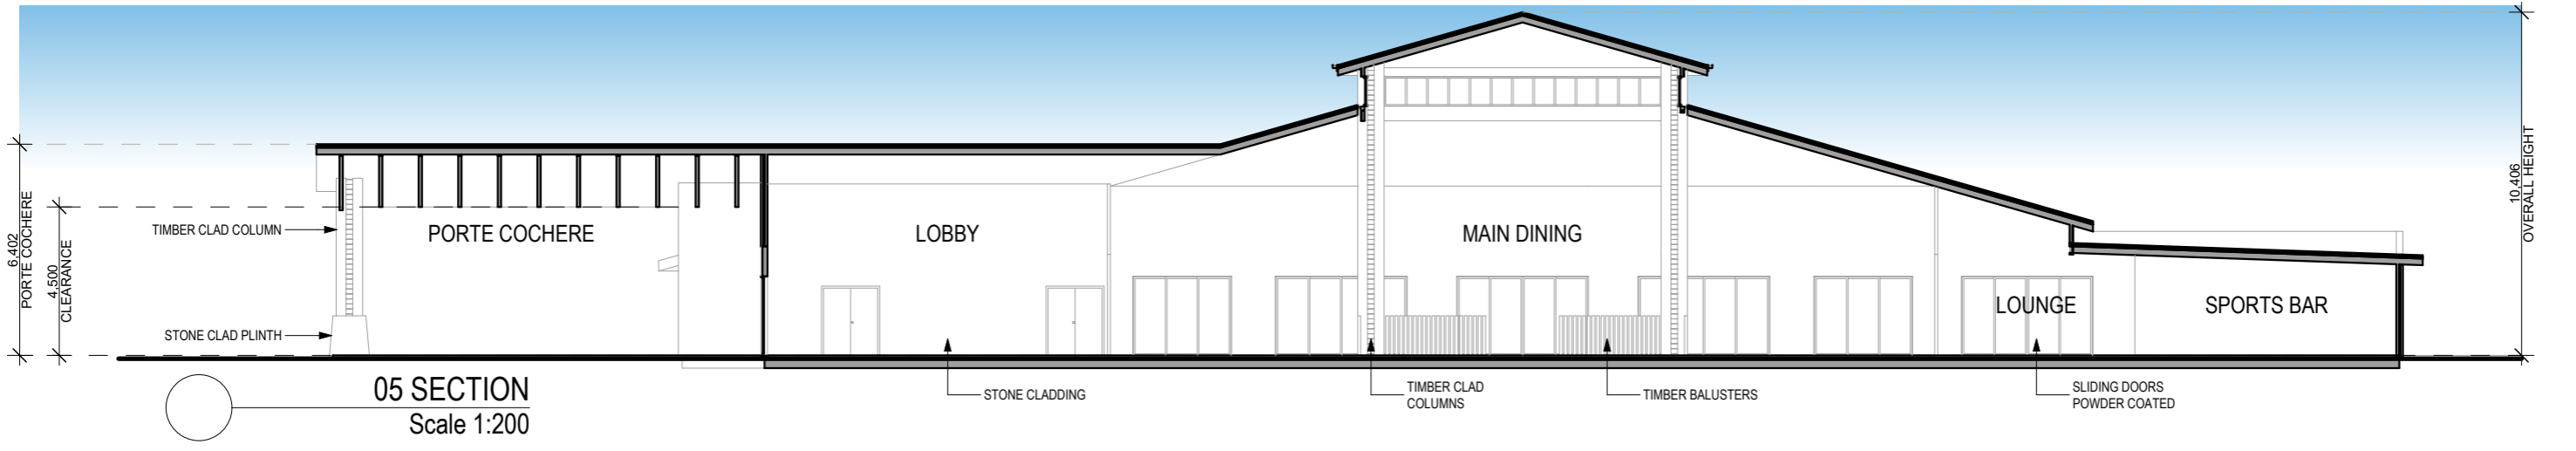 6,402
PORTE COCHERE
4,500
CLEARANCE
TIMBER CLAD COLUMN
STONE CLAD PLINTH
PORTE COCHERE
LOBBY
MAIN DINING
LOUNGE
SPORTS BAR
10,406
OVERALL HEIGHT
STONE CLADDING
TIMBER CLAD
COLUMNS
TIMBER BALUSTERS
SLIDING DOORS
POWDER COATED
05 SECTION
Scale 1:200